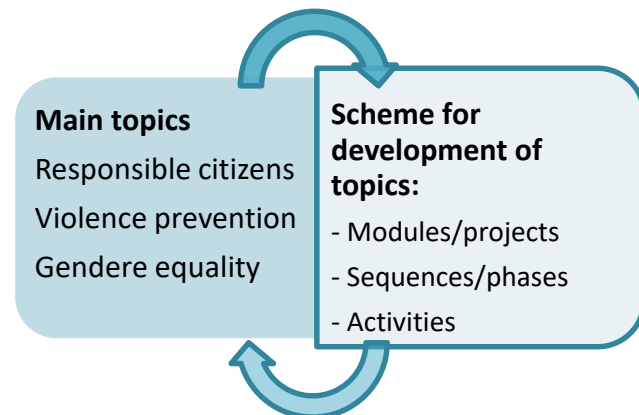 Main topics
Responsible citizens
Violence prevention
Gendere equality
Scheme for
development of
topics:
- Modules/projects
- Sequences/phases
- Activities